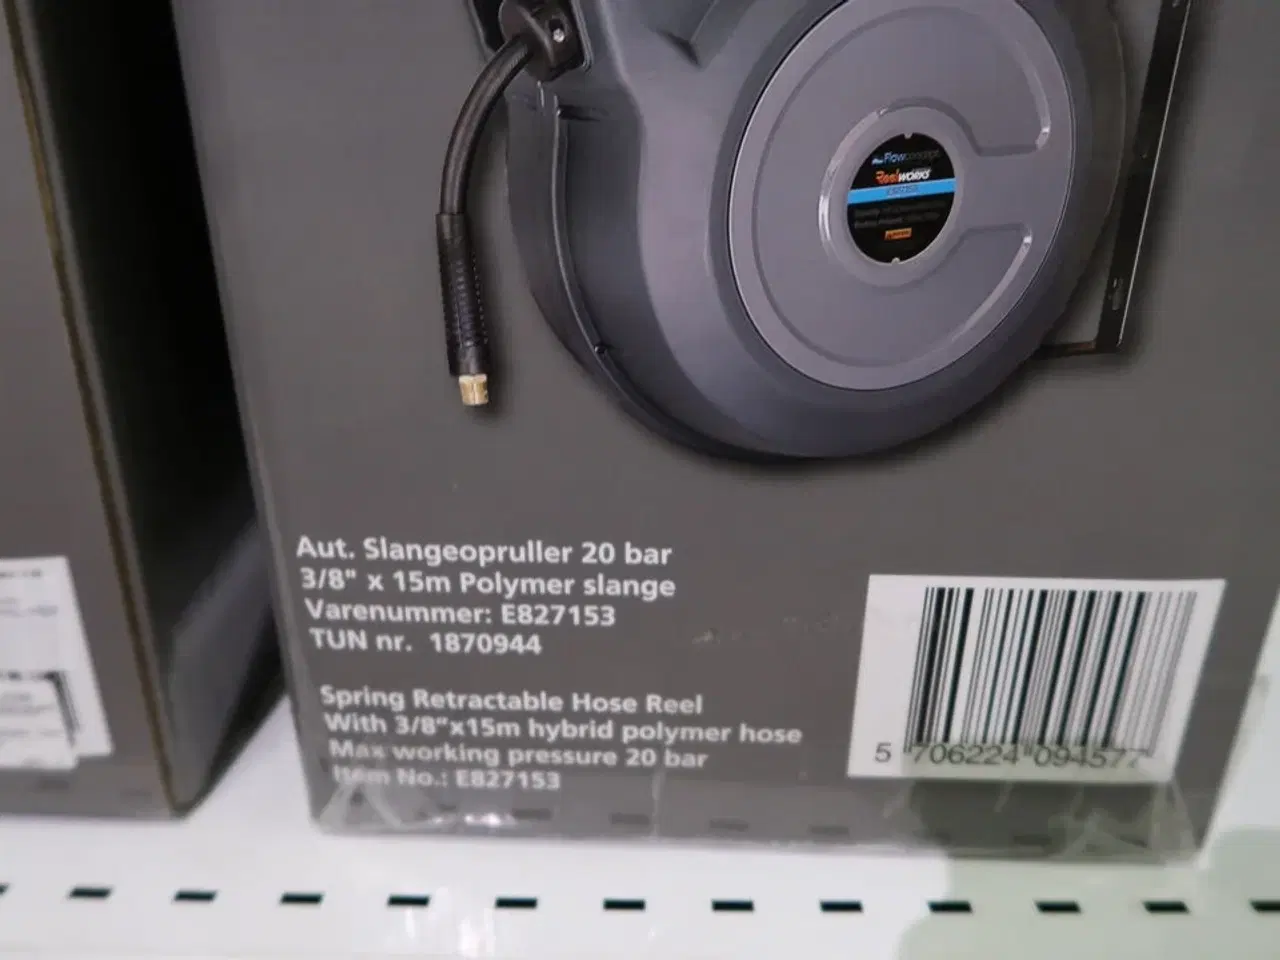 Flowconcept
Reelworks
Aut. Slangeopruller 20 bar
3/8" x 15m Polymer slange
Varenummer: E827153
TUN nr. 1870944
Spring Retractable Hose Reel
With 3/8"x15m hybrid polymer hose
Max working pressure 20 bar
Item No.: E827153
5 706224 094577